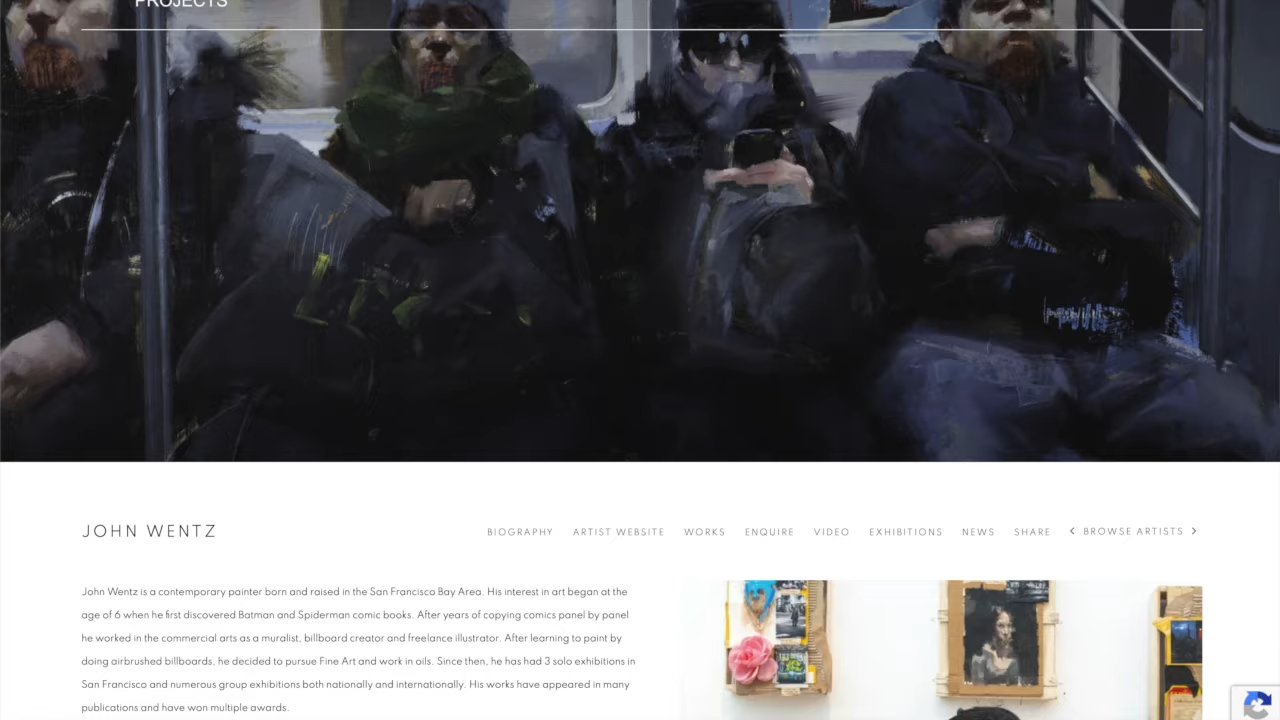 PROJECTS
JOHN WENTZ
BIOGRAPHY
ARTIST WEBSITE
WORKS
ENQUIRE
VIDEO
EXHIBITIONS
NEWS
SHARE
BROWSE ARTISTS
John Wentz is a contemporary painter born and raised in the San Francisco Bay Area. His interest in art began at the
age of 6 when he first discovered Batman and Spiderman comic books. After years of copying comics panel by panel
he worked in the commercial arts as a muralist, billboard creator and freelance illustrator. After learning to paint by
using airbrushed billboards, he decided to pursue Fine Art and work in oils. Since then, he has had 3 solo exhibitions in
San Francisco and numerous group exhibitions both nationally and internationally. His works have appeared in many
publications and have won multiple awards.